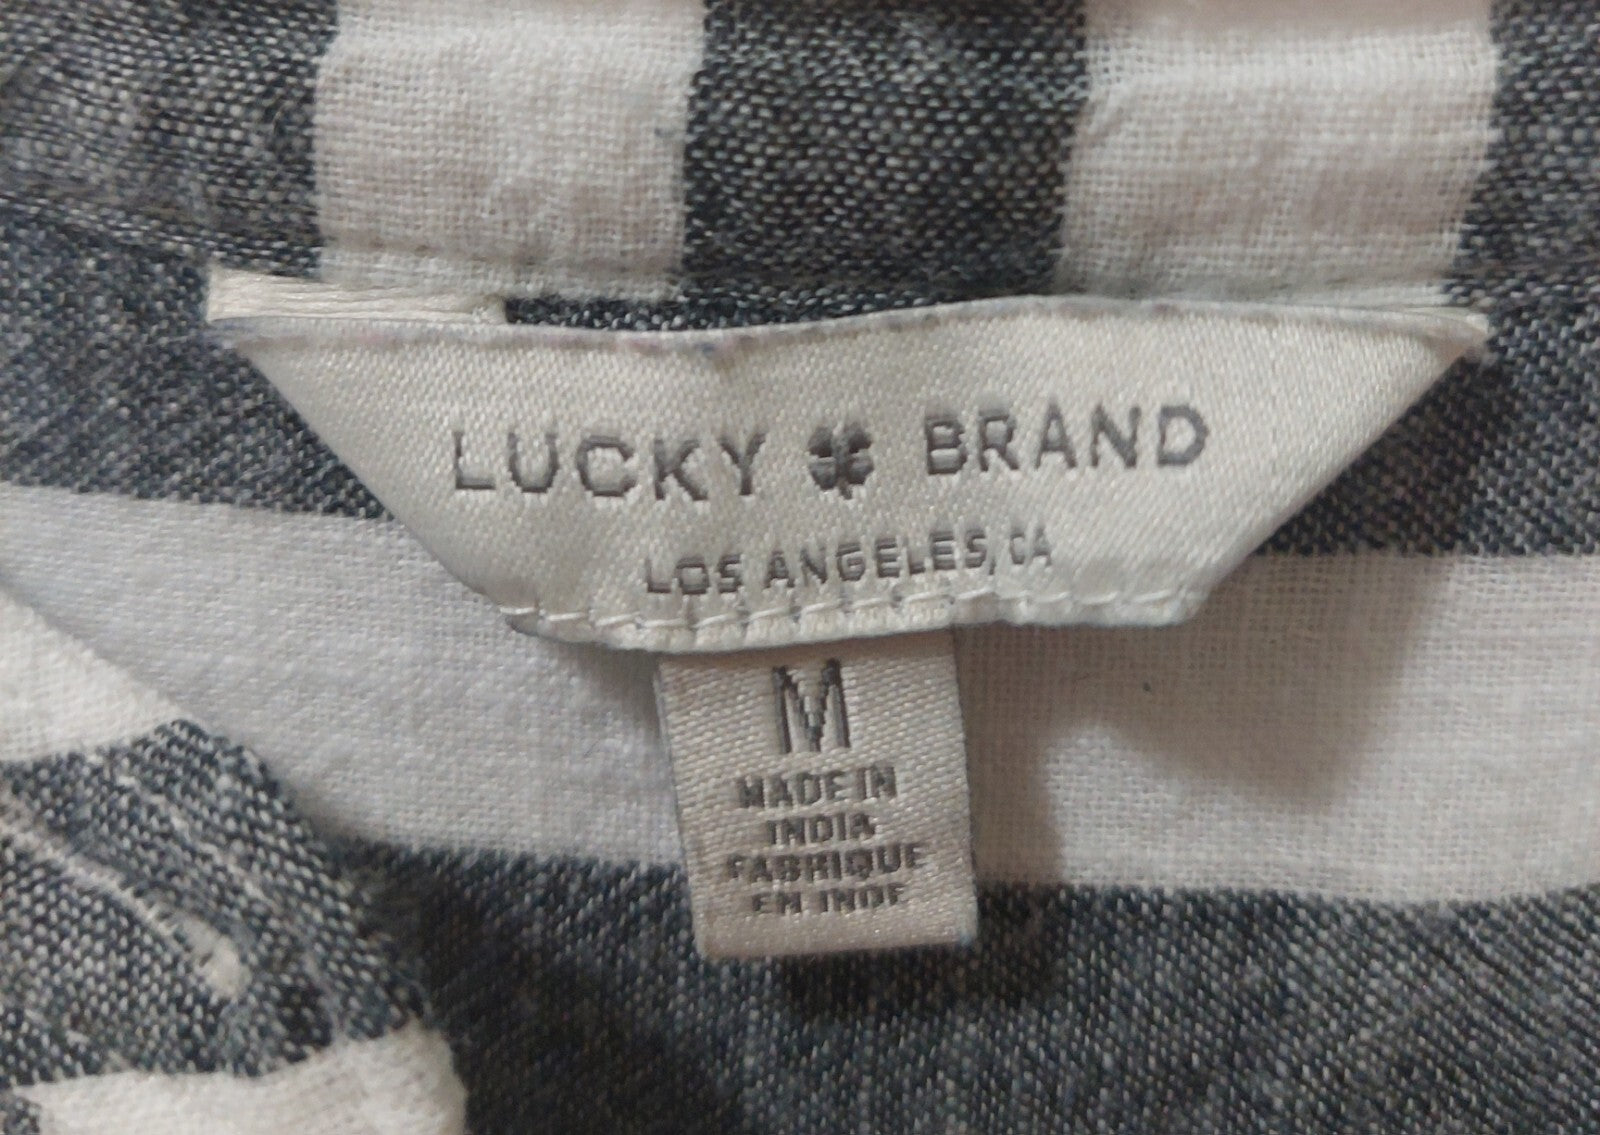 LUCKY BRAND
LOS ANGELES, CA
M
MADE IN
INDIA
FABRIQUE
EN INDE